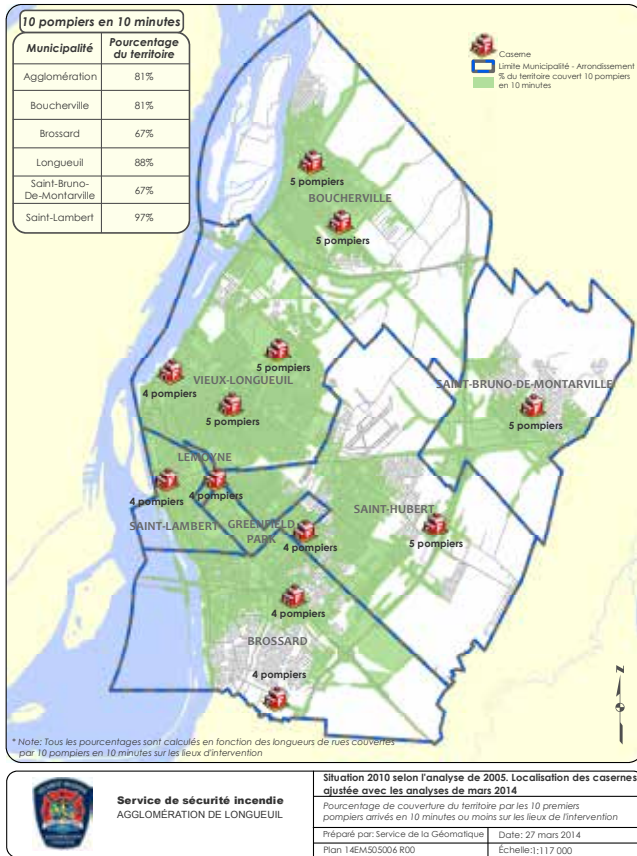 10 pompiers en 10 minutes
Municipalité
Pourcentage
du territoire
Agglomération 81%
Boucherville 81%
Brossard 67%
Longueuil 88%
Saint-Bruno-
De-Montarville 67%
Saint-Lambert 97%
Caserne
Limite Municipalité - Arrondissement
% du territoire couvert 10 pompiers
en 10 minutes
5 pompiers
BOUCHERVILLE
5 pompiers
5 pompiers
VIEUX-LONGUEUIL
4 pompiers
5 pompiers
SAINT-BRUNO-DE-MONTARVILLE
5 pompiers
LEMOYNE
4 pompiers
4 pompiers
SAINT-LAMBERT
GREENFIELD
PARK
4 pompiers
SAINT-HUBERT
5 pompiers
4 pompiers
BROSSARD
4 pompiers
N
* Note: Tous les pourcentages sont calculés en fonction des longueurs de rues couvertes
par 10 pompiers en 10 minutes sur les lieux d'intervention
Service de sécurité incendie
AGGLOMÉRATION DE LONGUEUIL
Situation 2010 selon l'analyse de 2005. Localisation des casernes
ajustée avec les analyses de mars 2014
Pourcentage de couverture du territoire par les 10 premiers
pompiers arrivés en 10 minutes ou moins sur les lieux de l'intervention
Préparé par: Service de la Géomatique
Date: 27 mars 2014
Plan 14EMS05006 R00
Échelle:1:117 000